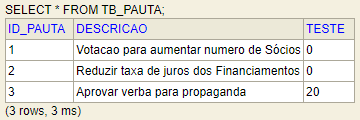 SELECT * FROM TB_PAUTA;
ID_PAUTA DESCRICAO TESTE
1 Votacao para aumentar numero de Sócios 0
2 Reduzir taxa de juros dos Financiamentos 0
3 Aprovar verba para propaganda 20
(3 rows, 3 ms)